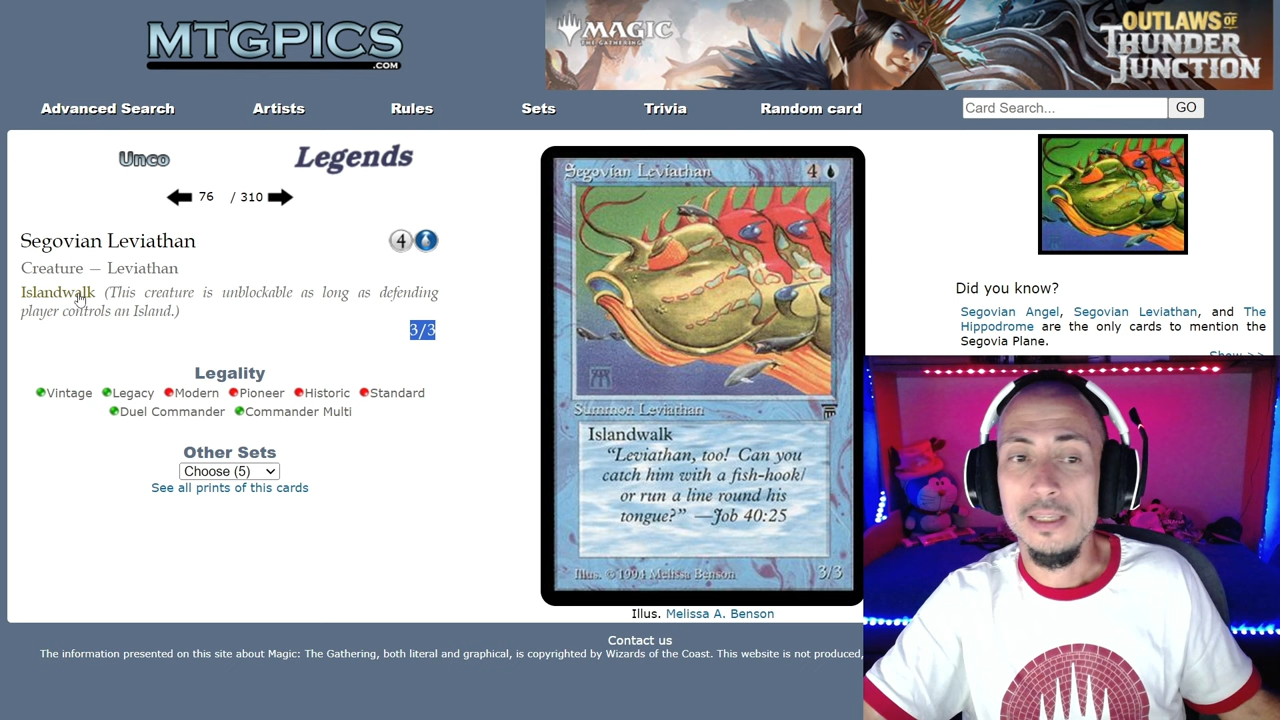 MTGPICS
.COM
MAGIC
THE GATHERING
OUTLAWS OF
THUNDER
JUNCTION
Advanced Search Artists Rules Sets Trivia Random card Card Search... GO
Unco Legends
76 / 310
Segovian Leviathan 4
Creature — Leviathan
Islandwalk (This creature is unblockable as long as defending
player controls an Island.)
3/3
Legality
Vintage Legacy Modern Pioneer Historic Standard
Duel Commander Commander Multi
Other Sets
Choose (5)
See all prints of this cards
Segovian Leviathan 4
Summon Leviathan
Islandwalk
“Leviathan, too! Can you
catch him with a fish-hook/
or run a line round his
tongue?” —Job 40:25
Illus. © 1994 Melissa Benson 3/3
Illus. Melissa A. Benson
Did you know?
Segovian Angel, Segovian Leviathan, and The
Hippodrome are the only cards to mention the
Segovia Plane.
Show >>
Contact us
The information presented on this site about Magic: The Gathering, both literal and graphical, is copyrighted by Wizards of the Coast. This website is not produced,